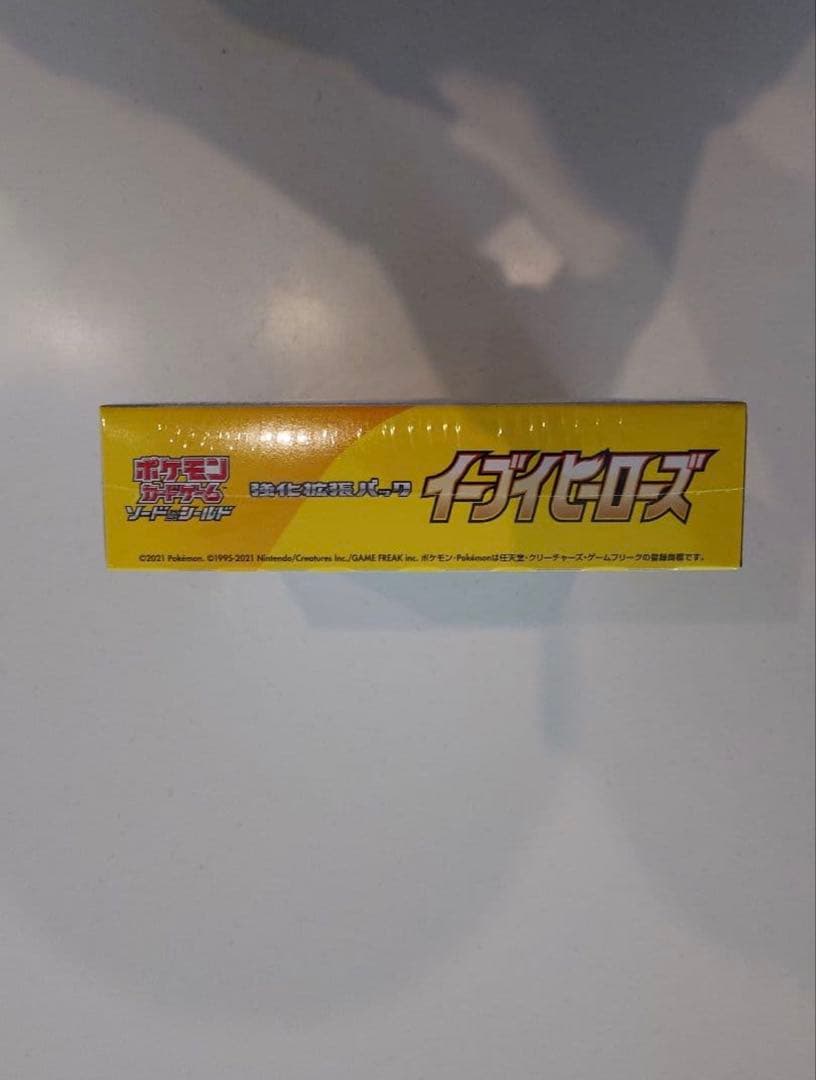 ポケモン
カードゲーム
ソード&シールド
強化拡張パック
イーブイヒーローズ
©2021 Pokémon. ©1995-2021 Nintendo/Creatures Inc./GAME FREAK inc. ポケモン・Pokémonは任天堂・クリーチャーズ・ゲームフリークの登録商標です。